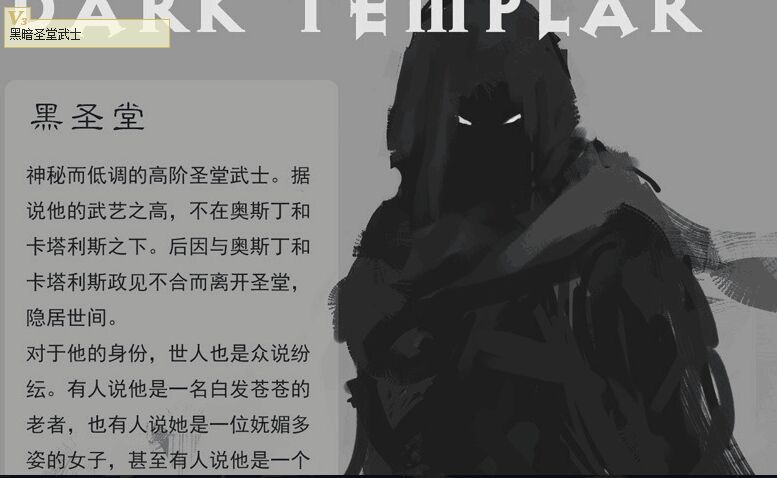 DARK TEMPLAR
V3
黑暗圣堂武士
黑圣堂
神秘而低调的高阶圣堂武士。据
说他的武艺之高，不在奥斯丁和
卡塔利斯之下。后因与奥斯丁和
卡塔利斯政见不合而离开圣堂，
隐居世间。
对于他的身份，世人也是众说纷
纭。有人说他是一名白发苍苍的
老者，也有人说她是一位妩媚多
姿的女子，甚至有人说他是一个